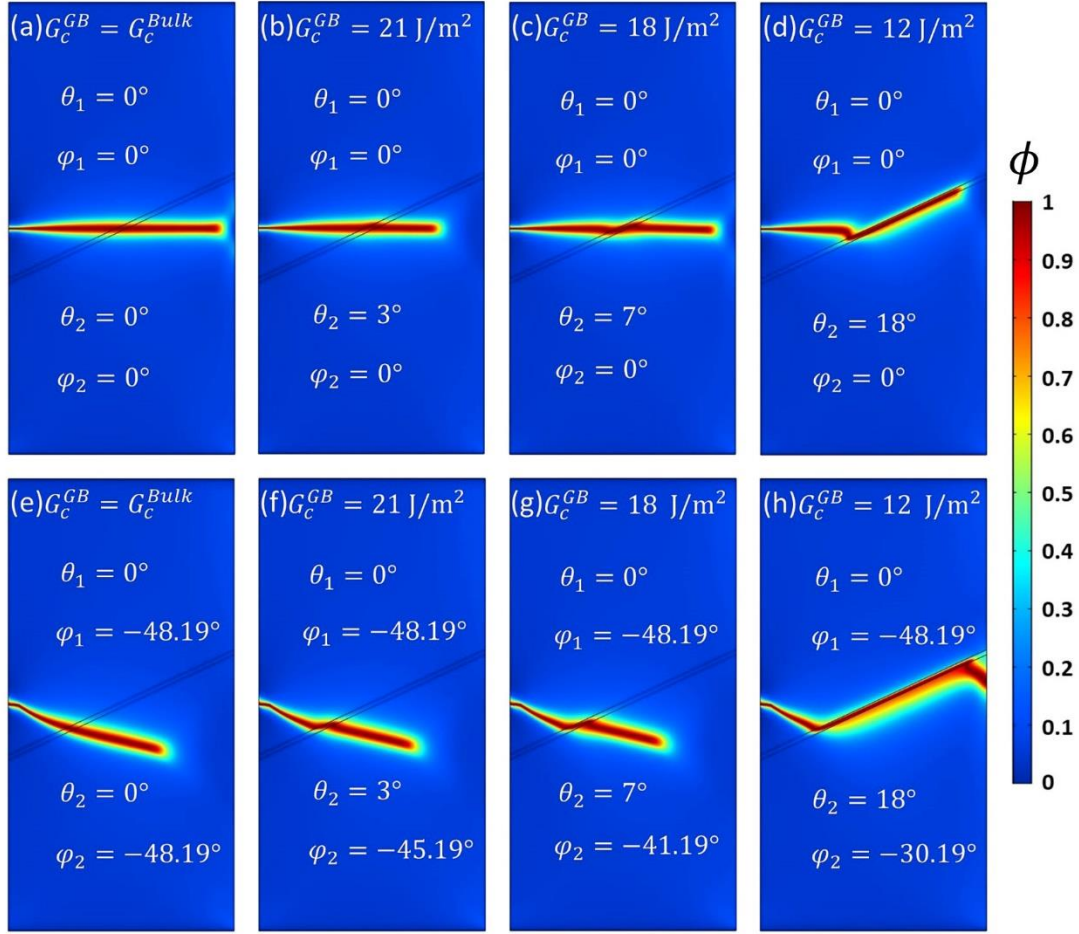 (a) G_c^{GB} = G_c^{Bulk}
θ₁ = 0°
φ₁ = 0°
θ₂ = 0°
φ₂ = 0°
(b) G_c^{GB} = 21 J/m²
θ₁ = 0°
φ₁ = 0°
θ₂ = 3°
φ₂ = 0°
(c) G_c^{GB} = 18 J/m²
θ₁ = 0°
φ₁ = 0°
θ₂ = 7°
φ₂ = 0°
(d) G_c^{GB} = 12 J/m²
θ₁ = 0°
φ₁ = 0°
θ₂ = 18°
φ₂ = 0°
(e) G_c^{GB} = G_c^{Bulk}
θ₁ = 0°
φ₁ = −48.19°
θ₂ = 0°
φ₂ = −48.19°
(f) G_c^{GB} = 21 J/m²
θ₁ = 0°
φ₁ = −48.19°
θ₂ = 3°
φ₂ = −45.19°
(g) G_c^{GB} = 18 J/m²
θ₁ = 0°
φ₁ = −48.19°
θ₂ = 7°
φ₂ = −41.19°
(h) G_c^{GB} = 12 J/m²
θ₁ = 0°
φ₁ = −48.19°
θ₂ = 18°
φ₂ = −30.19°
ϕ
1
0.9
0.8
0.7
0.6
0.5
0.4
0.3
0.2
0.1
0